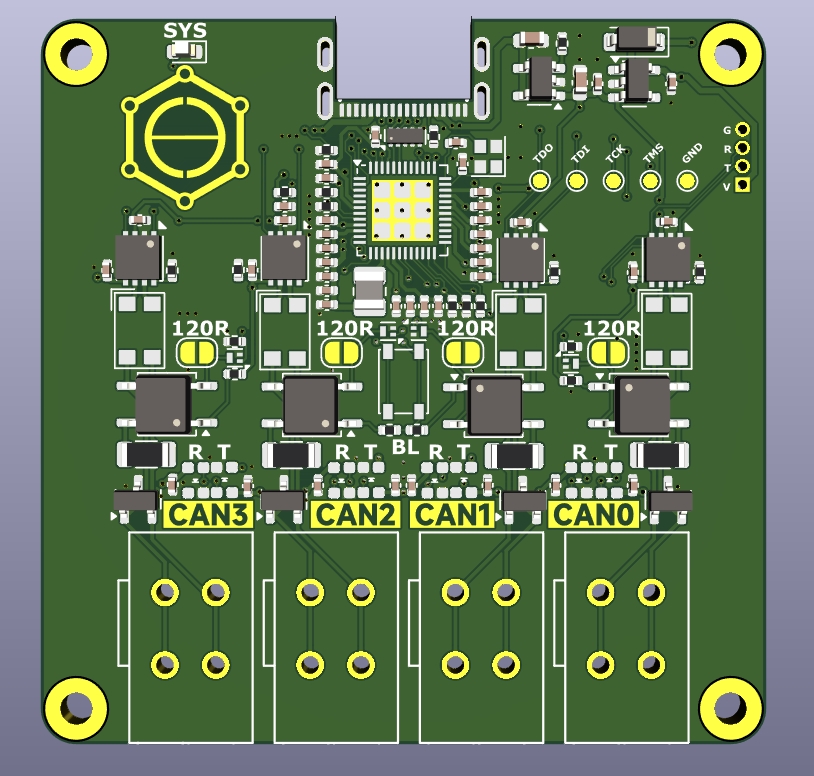 SYS
G
R
T
V
TDO
TDI
TCK
TMS
GND
120R
120R
120R
120R
BL
R T
R T
R T
R T
CAN3
CAN2
CAN1
CAN0